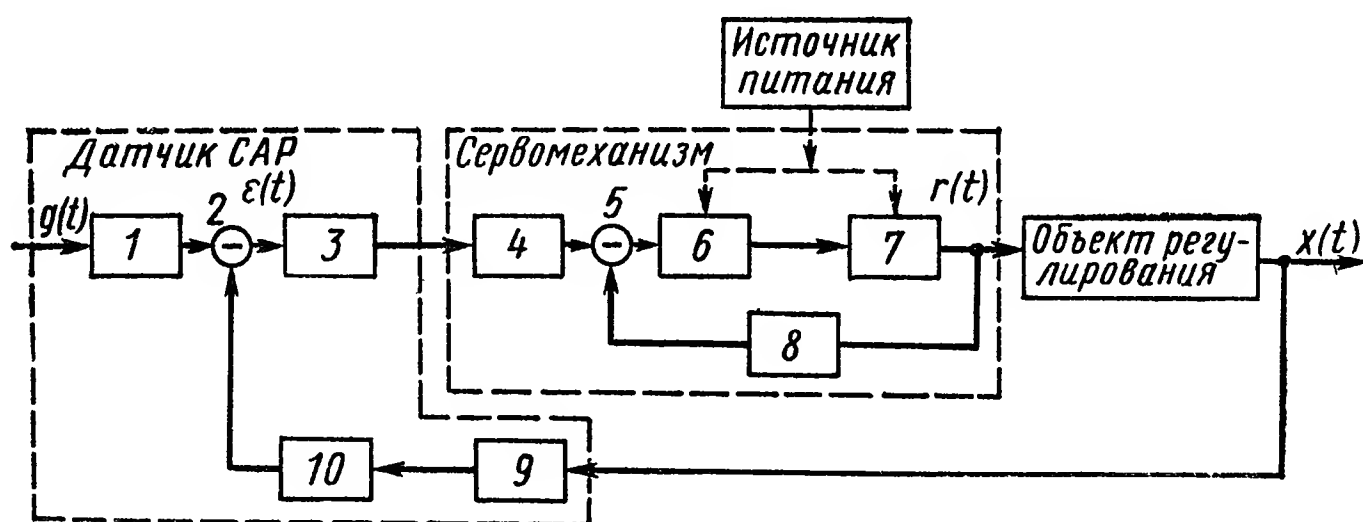 Источник
питания
Датчик САР
Сервомеханизм
g(t)
1
2
ε(t)
3
4
5
6
7
r(t)
Объект регу-
лирования
x(t)
8
10
9